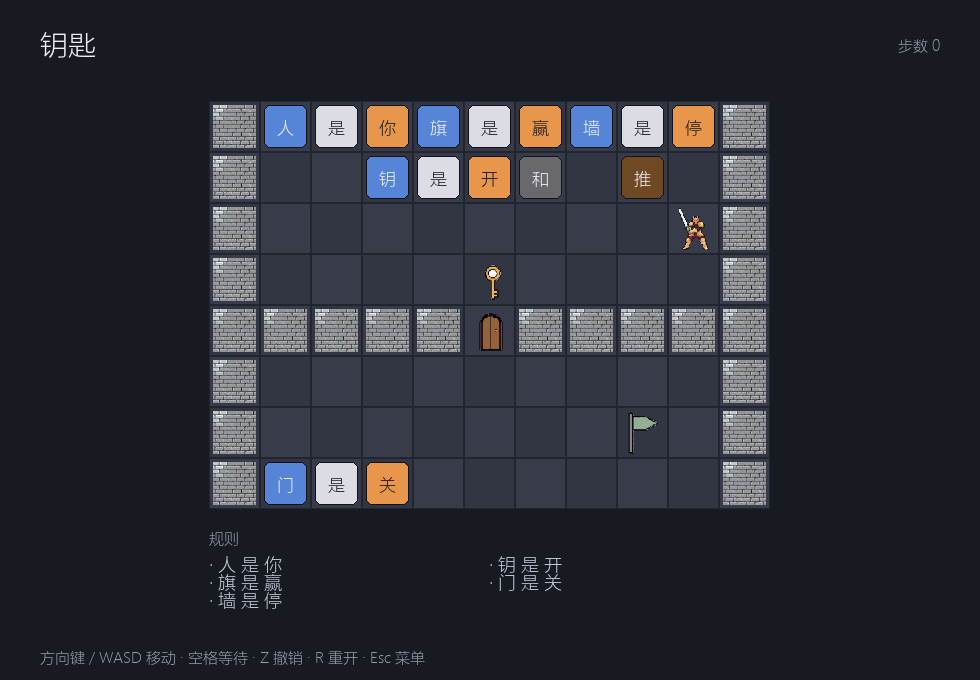 钥匙
步数 0
人 是 你 旗 是 赢 墙 是 停
钥 是 开 和 推
门 是 关
规则
· 人 是 你
· 旗 是 赢
· 墙 是 停
· 钥 是 开
· 门 是 关
方向键 / WASD 移动 · 空格等待 · Z 撤销 · R 重开 · Esc 菜单